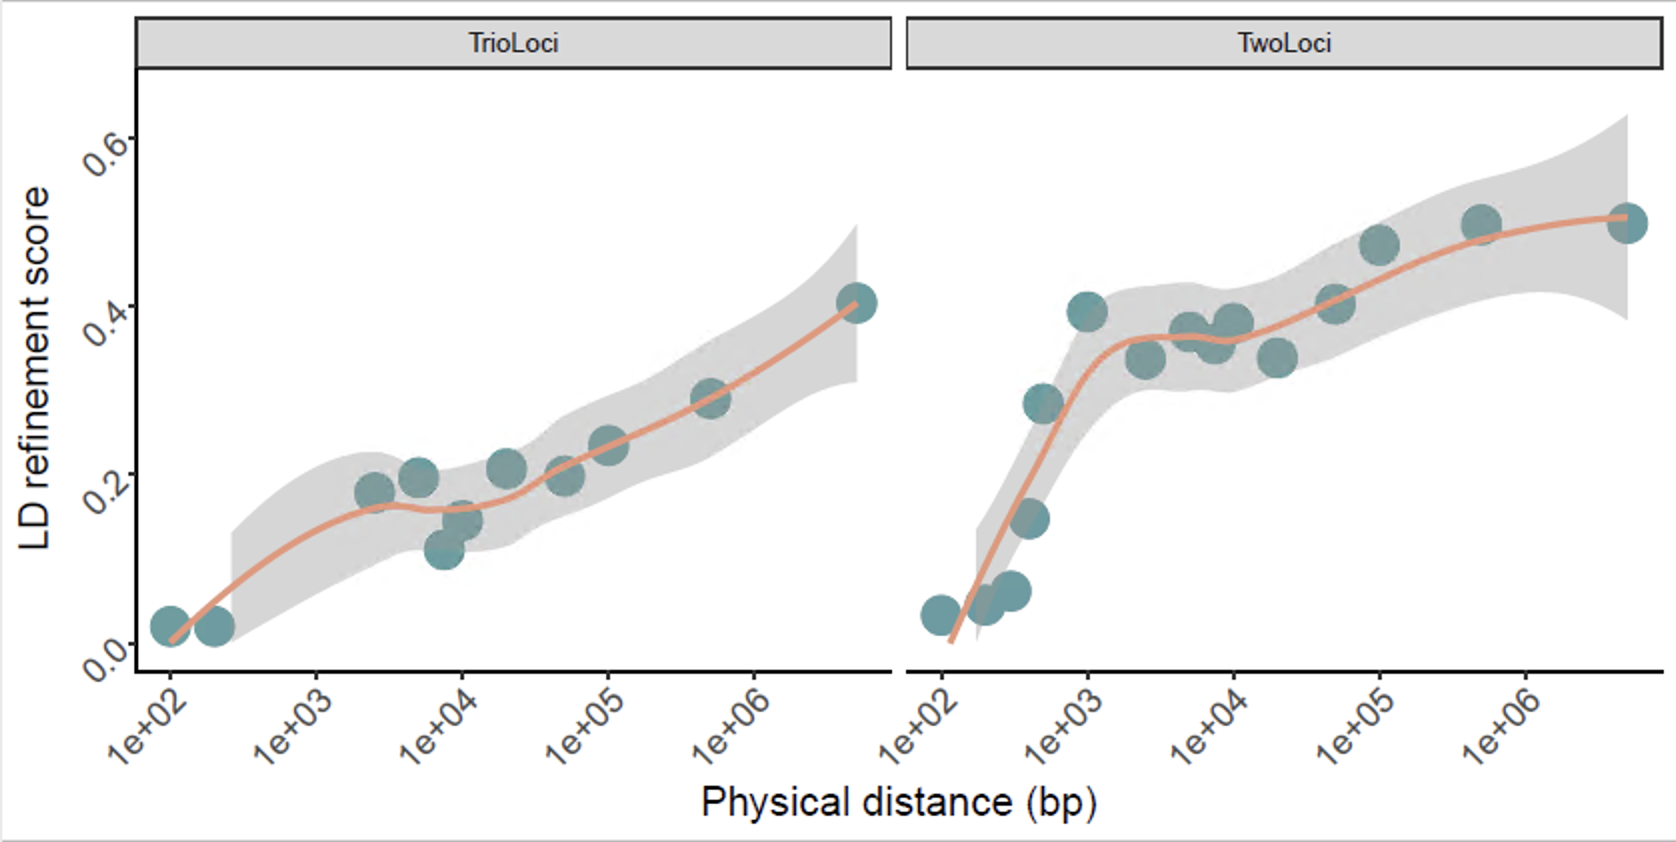 TrioLoci TwoLoci
LD refinement score
0.6
0.4
0.2
0.0
1e+02 1e+03 1e+04 1e+05 1e+06 1e+02 1e+03 1e+04 1e+05 1e+06
Physical distance (bp)